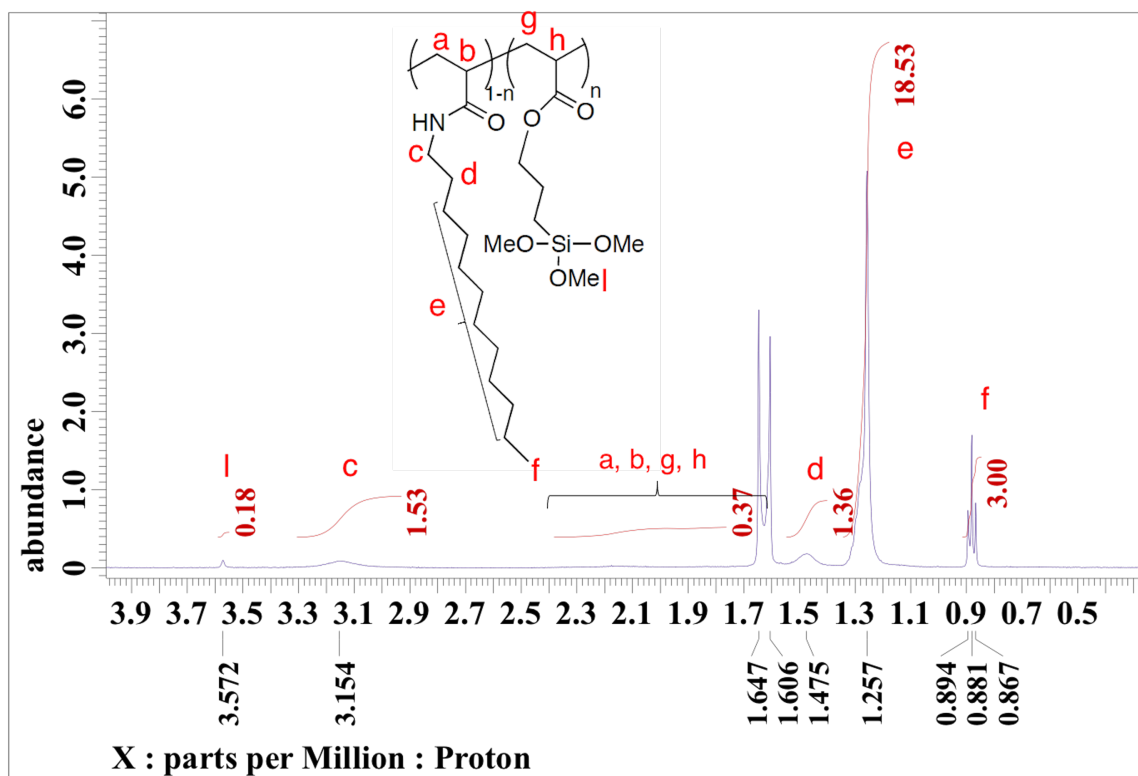 abundance
6.0
5.0
4.0
3.0
2.0
1.0
0
a
b
g
h
1-n
n
HN
O
O
O
c
d
MeO
Si
OMe
OMe
l
e
f
l
0.18
c
1.53
a, b, g, h
0.37
d
1.36
18.53
e
f
3.00
3.9 3.7 3.5 3.3 3.1 2.9 2.7 2.5 2.3 2.1 1.9 1.7 1.5 1.3 1.1 0.9 0.7 0.5
3.572
3.154
1.647
1.606
1.475
1.257
0.894
0.881
0.867
X : parts per Million : Proton